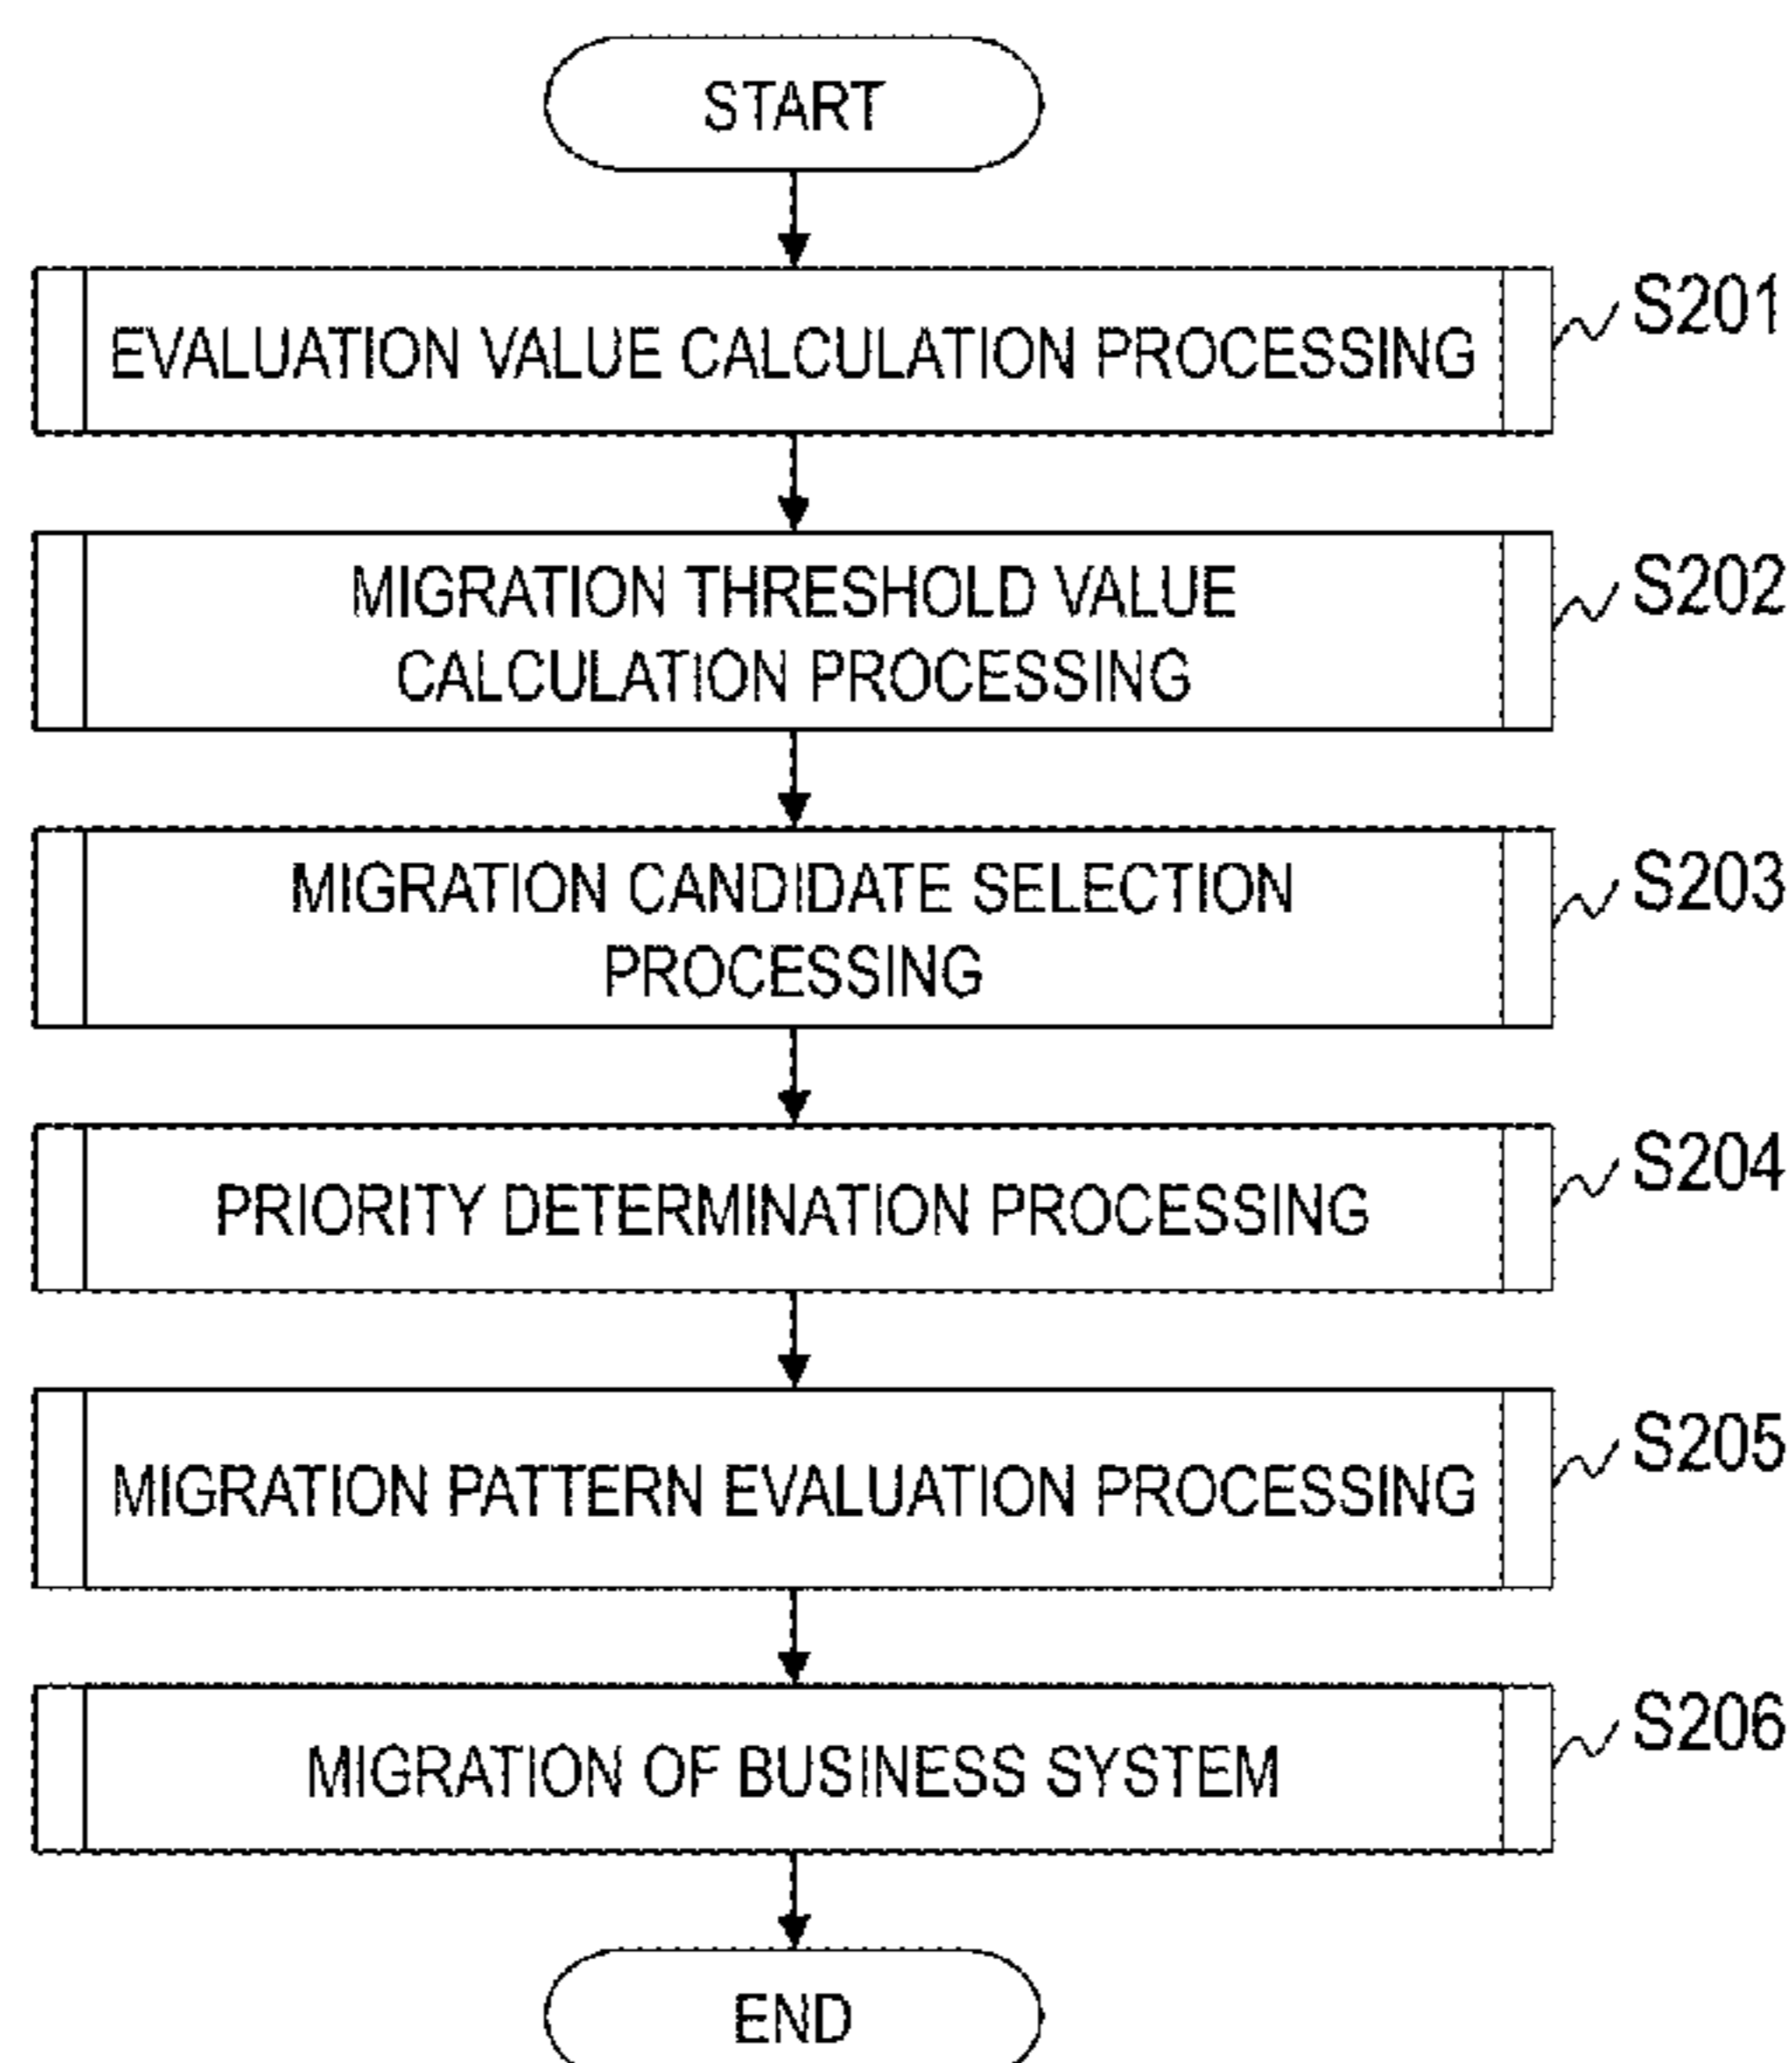 START
EVALUATION VALUE CALCULATION PROCESSING
S201
MIGRATION THRESHOLD VALUE
CALCULATION PROCESSING
S202
MIGRATION CANDIDATE SELECTION
PROCESSING
S203
PRIORITY DETERMINATION PROCESSING
S204
MIGRATION PATTERN EVALUATION PROCESSING
S205
MIGRATION OF BUSINESS SYSTEM
S206
END